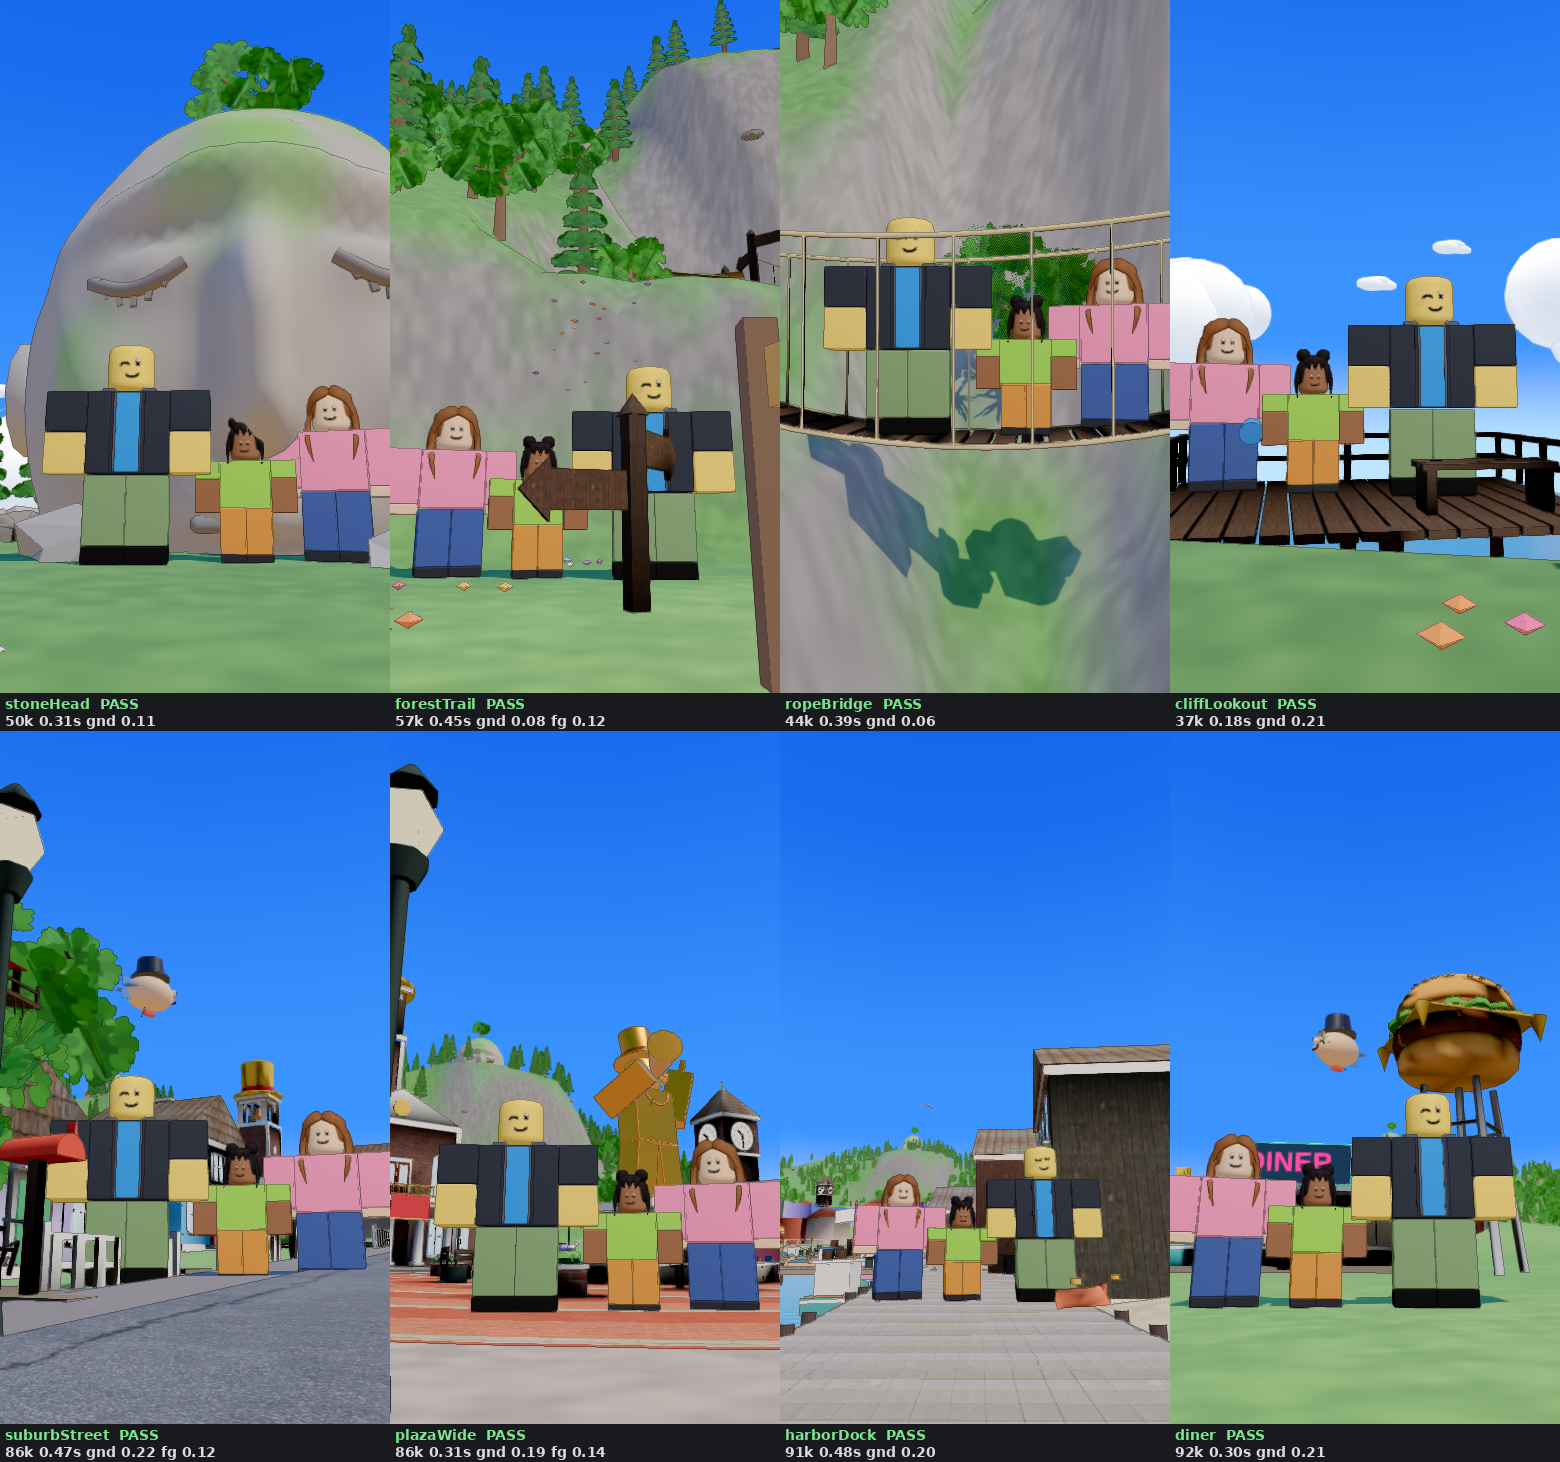 stoneHead PASS
50k 0.31s gnd 0.11
forestTrail PASS
57k 0.45s gnd 0.08 fg 0.12
ropeBridge PASS
44k 0.39s gnd 0.06
cliffLookout PASS
37k 0.18s gnd 0.21
DINER
suburbStreet PASS
86k 0.47s gnd 0.22 fg 0.12
plazaWide PASS
86k 0.31s gnd 0.19 fg 0.14
harborDock PASS
91k 0.48s gnd 0.20
diner PASS
92k 0.30s gnd 0.21